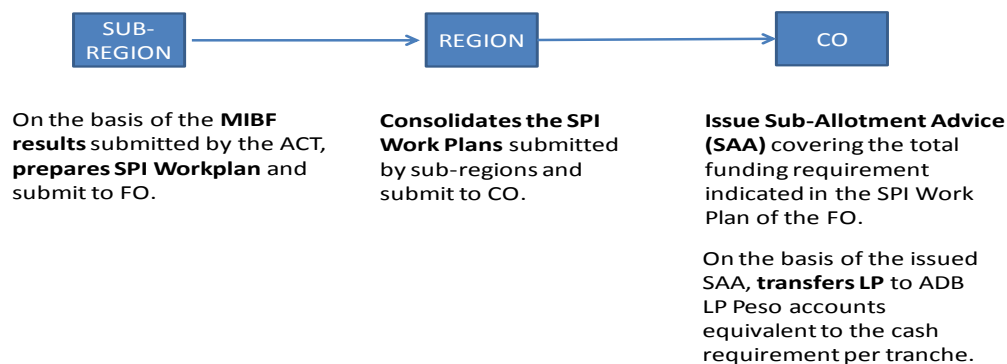 SUB-
REGION
REGION
CO
On the basis of the MIBF
results submitted by the ACT,
prepares SPI Workplan and
submit to FO.
Consolidates the SPI
Work Plans submitted
by sub-regions and
submit to CO.
Issue Sub-Allotment Advice
(SAA) covering the total
funding requirement
indicated in the SPI Work
Plan of the FO.
On the basis of the issued
SAA, transfers LP to ADB
LP Peso accounts
equivalent to the cash
requirement per tranche.